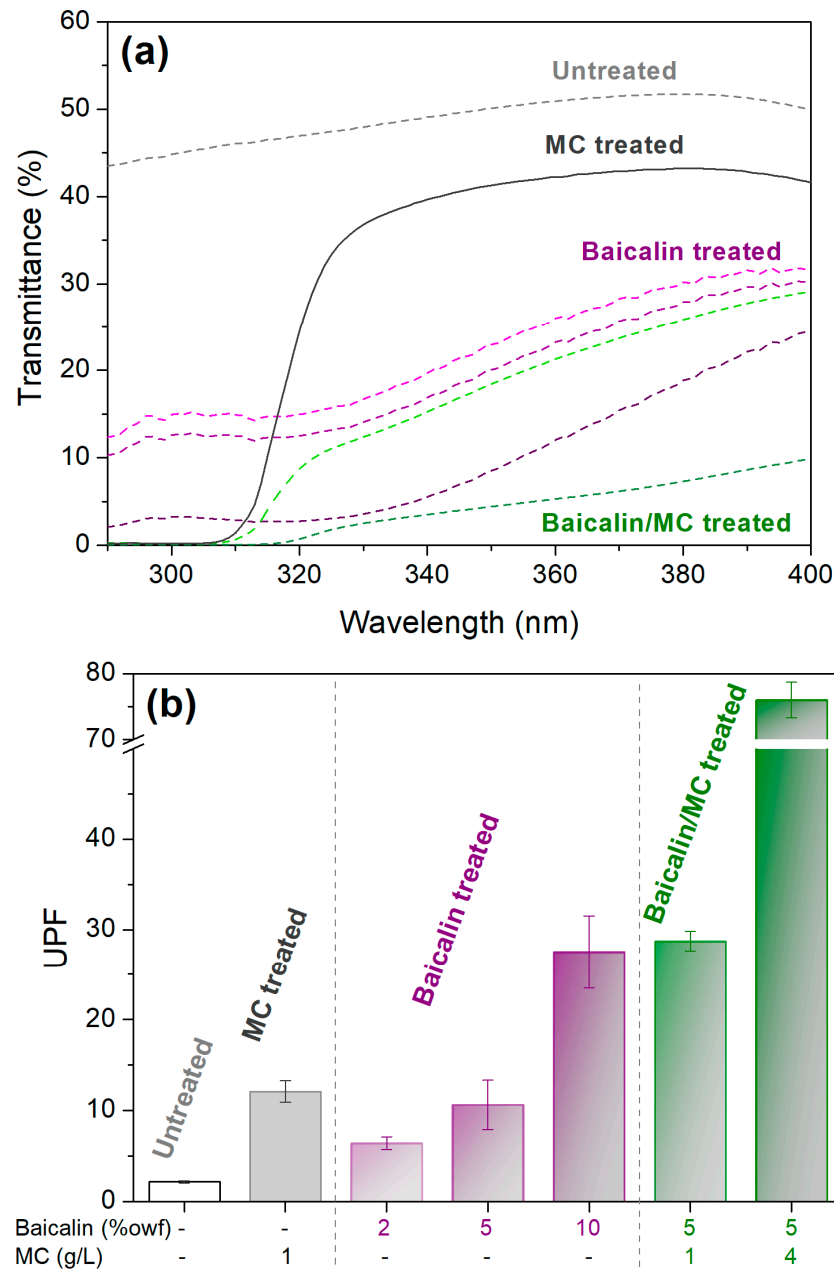 (a)
Untreated
MC treated
Baicalin treated
Baicalin/MC treated
Transmittance (%)
60
50
40
30
20
10
0
300 320 340 360 380 400
Wavelength (nm)
(b)
Untreated
MC treated
Baicalin treated
Baicalin/MC treated
UPF
80
70
40
30
20
10
0
Baicalin (%owf) - - 2 5 10 5 5
MC (g/L) - 1 - - - 1 4